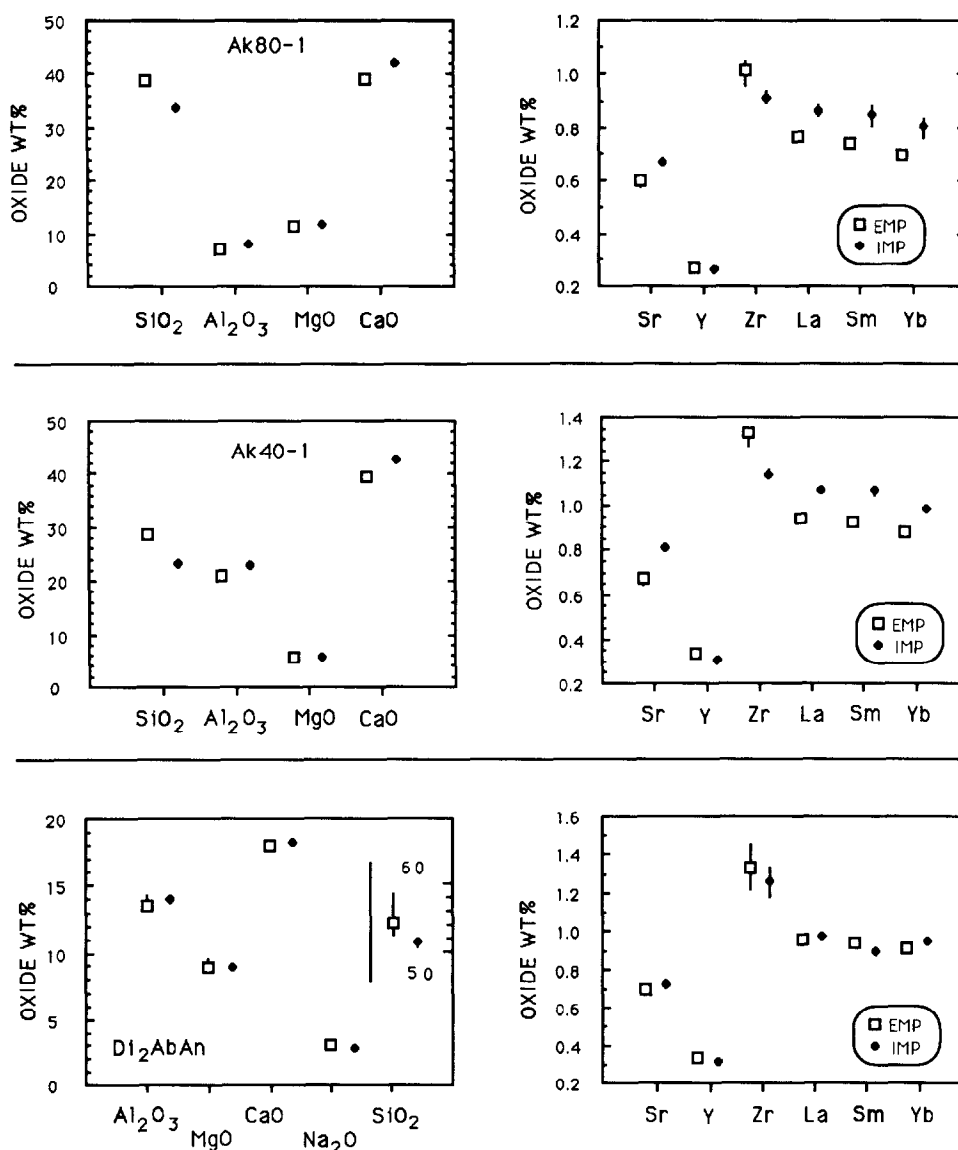 Ak80-1
OXIDE WT%
50
40
30
20
10
0
SiO₂ Al₂O₃ MgO CaO
OXIDE WT%
1.2
1.0
0.8
0.6
0.4
0.2
EMP
IMP
Sr Y Zr La Sm Yb
Ak40-1
OXIDE WT%
50
40
30
20
10
0
SiO₂ Al₂O₃ MgO CaO
OXIDE WT%
1.4
1.2
1.0
0.8
0.6
0.4
0.2
EMP
IMP
Sr Y Zr La Sm Yb
Di₂AbAn
OXIDE WT%
20
15
10
5
0
60
50
Al₂O₃ MgO CaO Na₂O SiO₂
OXIDE WT%
1.6
1.4
1.2
1.0
0.8
0.6
0.4
0.2
EMP
IMP
Sr Y Zr La Sm Yb